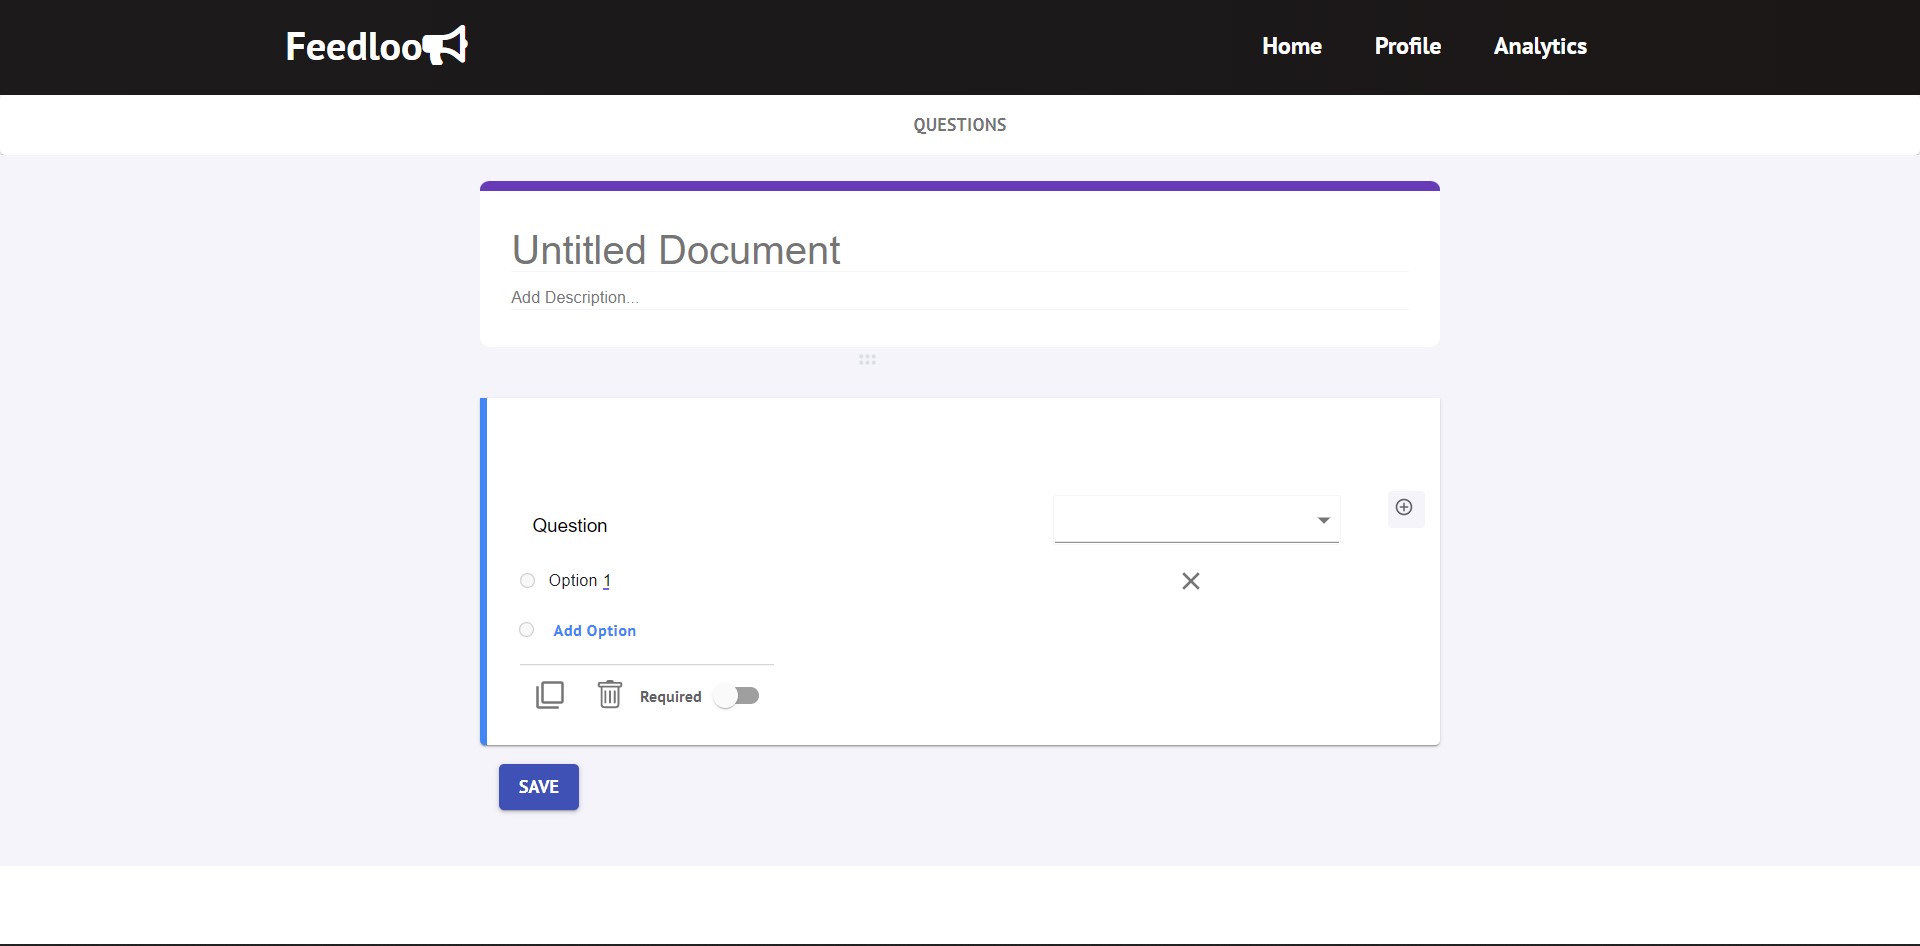 Feedloo
Home Profile Analytics
QUESTIONS
Untitled Document
Add Description...
Question
Option 1
Add Option
Required
SAVE